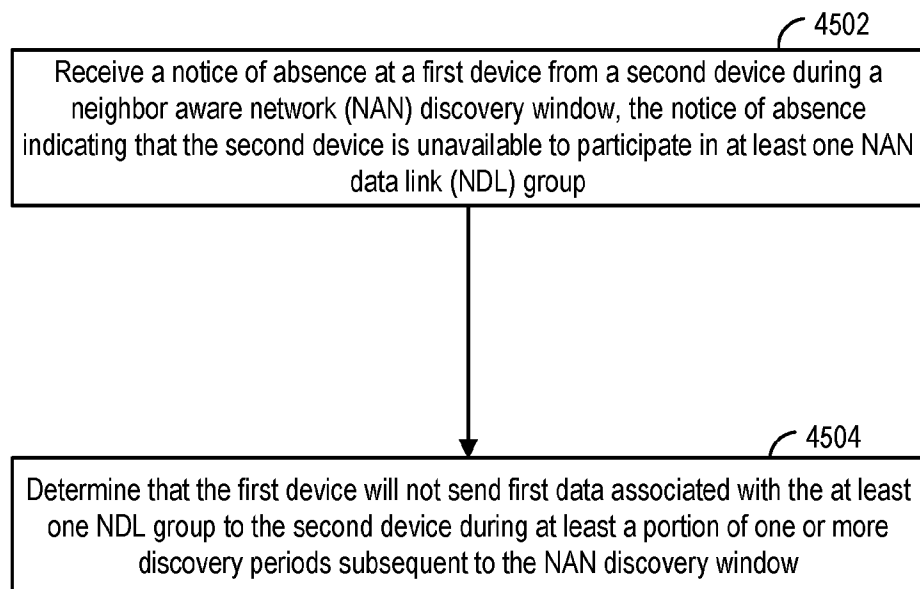 4502
Receive a notice of absence at a first device from a second device during a
neighbor aware network (NAN) discovery window, the notice of absence
indicating that the second device is unavailable to participate in at least one NAN
data link (NDL) group
4504
Determine that the first device will not send first data associated with the at least
one NDL group to the second device during at least a portion of one or more
discovery periods subsequent to the NAN discovery window